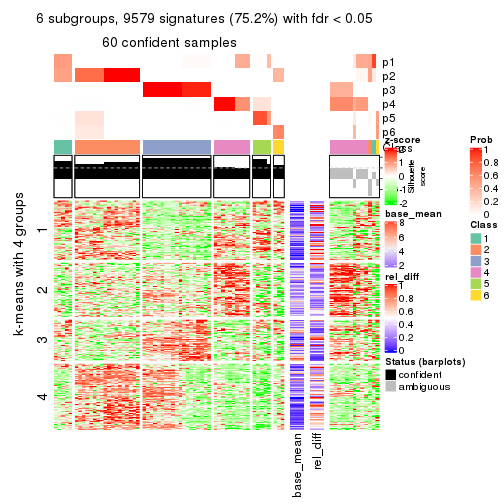 6 subgroups, 9579 signatures (75.2%) with fdr < 0.05
60 confident samples
p1
p2
p3
p4
p5
p6
Class
Silhouette score
k-means with 4 groups
1
2
3
4
base_mean
rel_diff
z-score
2
1
0
-1
-2
base_mean
8
6
4
2
rel_diff
1
0.8
0.6
0.4
0.2
0
Status (barplots)
confident
ambiguous
Prob
1
0.8
0.6
0.4
0.2
0
Class
1
2
3
4
5
6